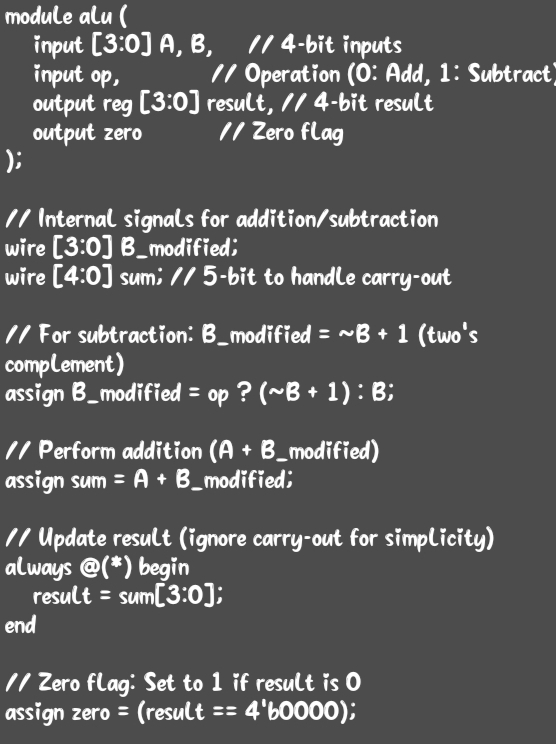 module alu (
    input [3:0] A, B,    // 4-bit inputs
    input op,            // Operation (0: Add, 1: Subtract)
    output reg [3:0] result, // 4-bit result
    output zero          // Zero flag
);

// Internal signals for addition/subtraction
wire [3:0] B_modified;
wire [4:0] sum; // 5-bit to handle carry-out

// For subtraction: B_modified = ~B + 1 (two's
complement)
assign B_modified = op ? (~B + 1) : B;

// Perform addition (A + B_modified)
assign sum = A + B_modified;

// Update result (ignore carry-out for simplicity)
always @(*) begin
    result = sum[3:0];
end

// Zero flag: Set to 1 if result is 0
assign zero = (result == 4'b0000);